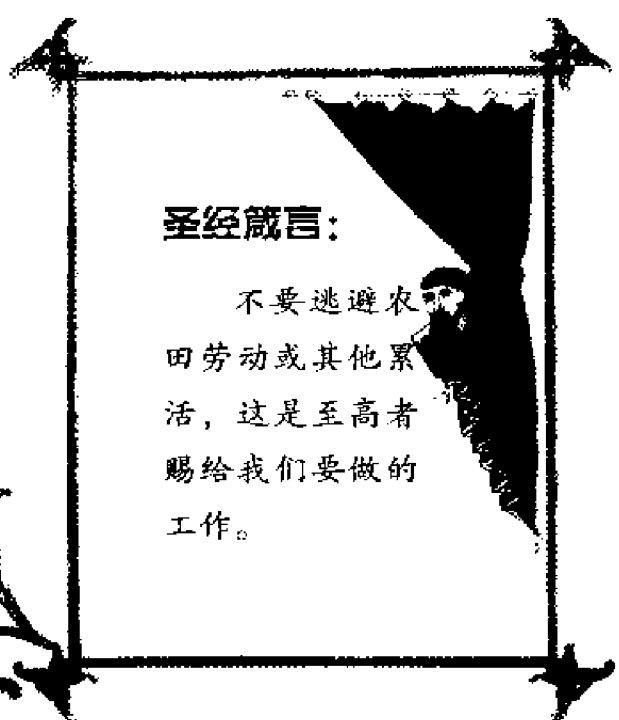 圣经箴言：
不要逃避农
田劳动或其他累
活，这是至高者
赐给我们要做的
工作。